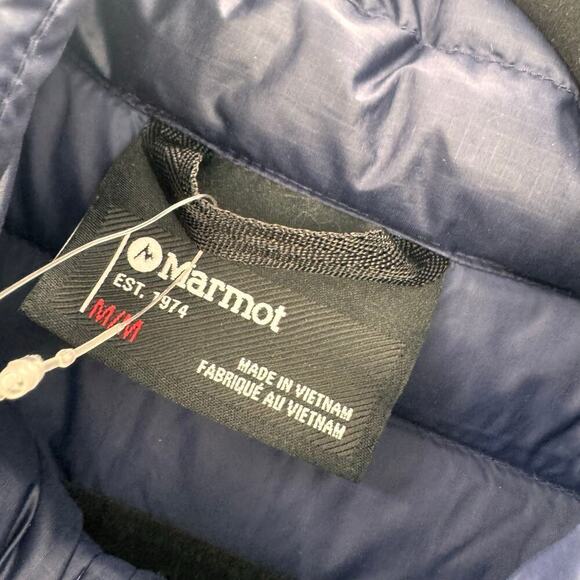 Marmot
EST. 1974
M/M
MADE IN VIETNAM
FABRIQUÉ AU VIETNAM